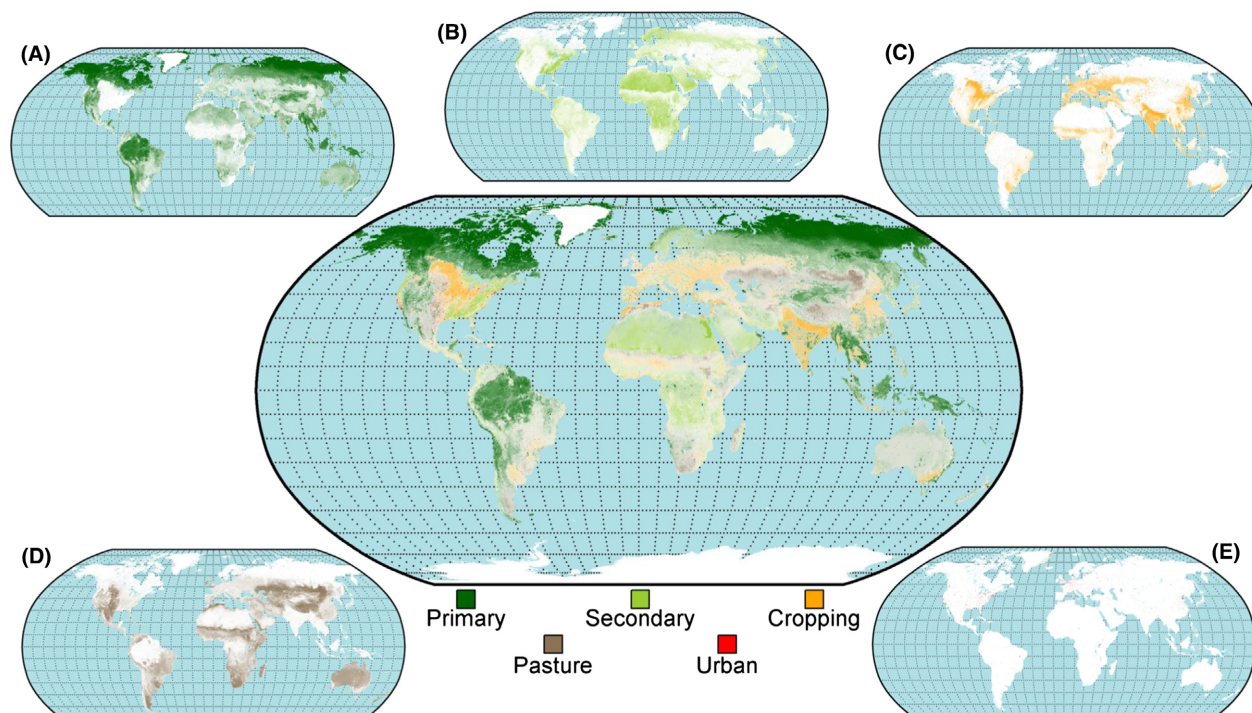 (A)
(B)
(C)
(D)
(E)
Primary
Secondary
Cropping
Pasture
Urban